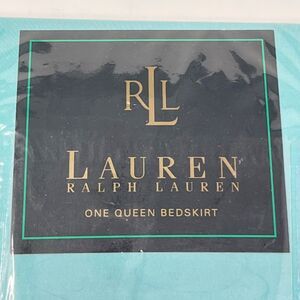 RLL
LAUREN
RALPH LAUREN
ONE QUEEN BEDSKIRT